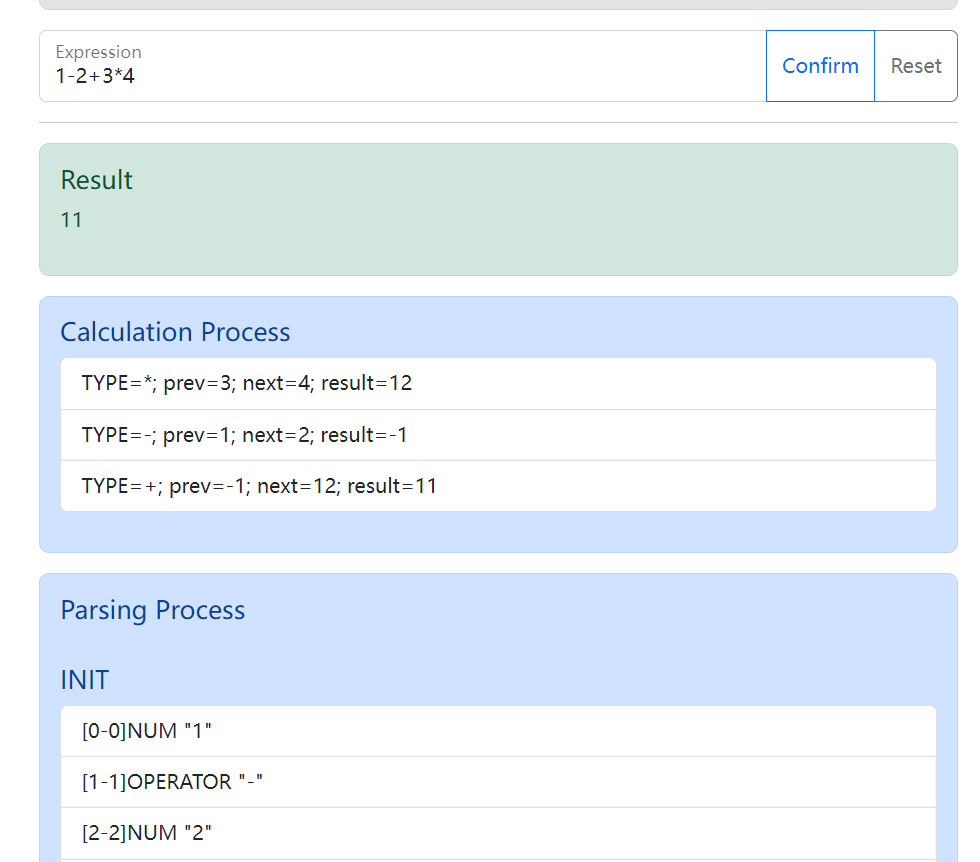 Expression
1-2+3*4
Confirm
Reset
Result
11
Calculation Process
TYPE=*; prev=3; next=4; result=12
TYPE=-; prev=1; next=2; result=-1
TYPE=+; prev=-1; next=12; result=11
Parsing Process
INIT
[0-0]NUM "1"
[1-1]OPERATOR "-"
[2-2]NUM "2"